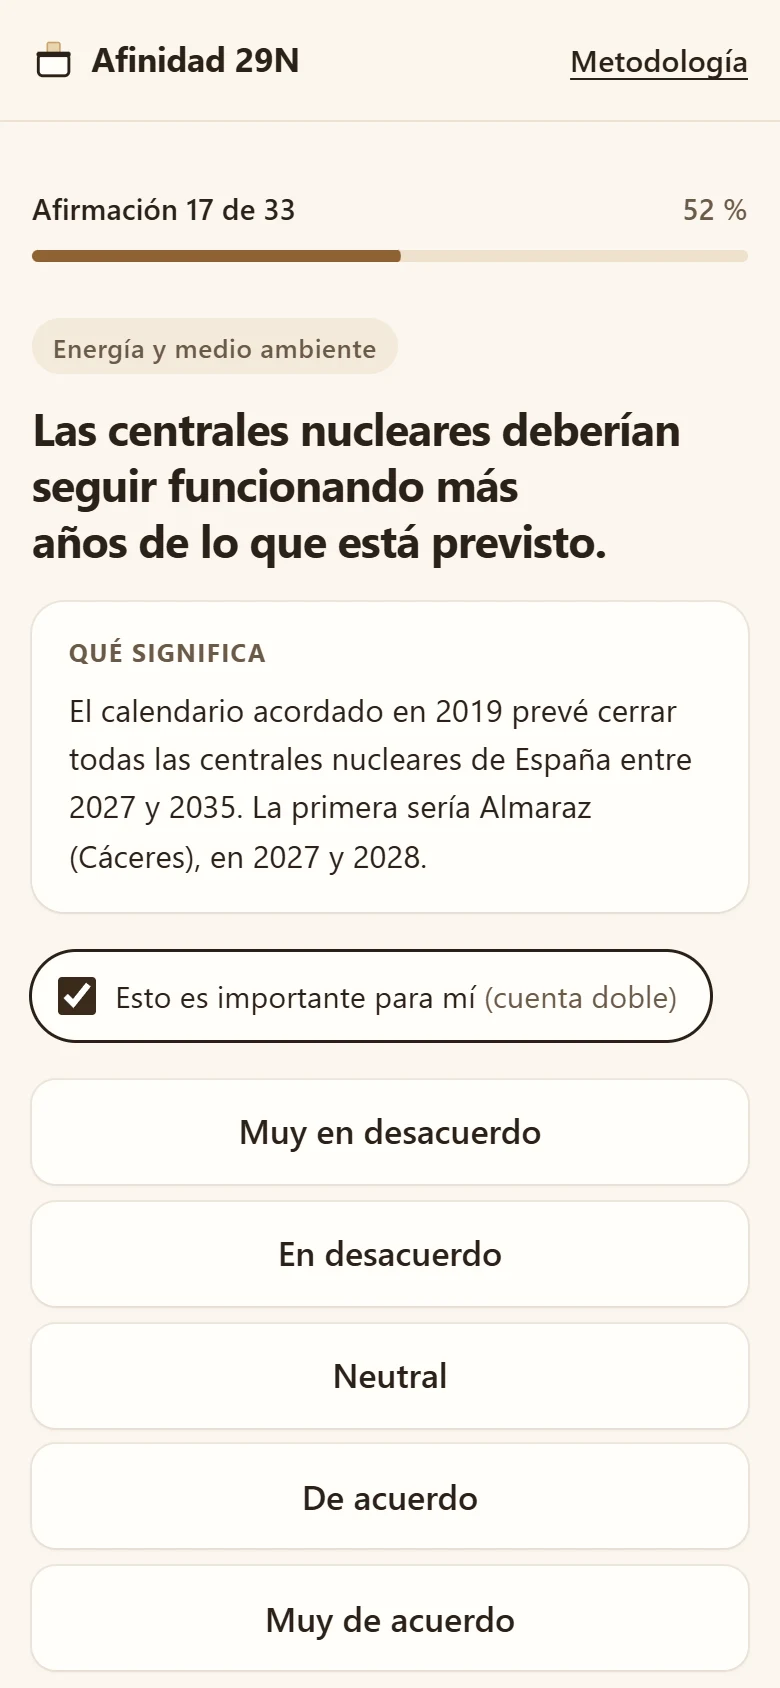 Afinidad 29N
Metodología
Afirmación 17 de 33
52 %
Energía y medio ambiente
Las centrales nucleares deberían
seguir funcionando más
años de lo que está previsto.
QUÉ SIGNIFICA
El calendario acordado en 2019 prevé cerrar
todas las centrales nucleares de España entre
2027 y 2035. La primera sería Almaraz
(Cáceres), en 2027 y 2028.
Esto es importante para mí (cuenta doble)
Muy en desacuerdo
En desacuerdo
Neutral
De acuerdo
Muy de acuerdo